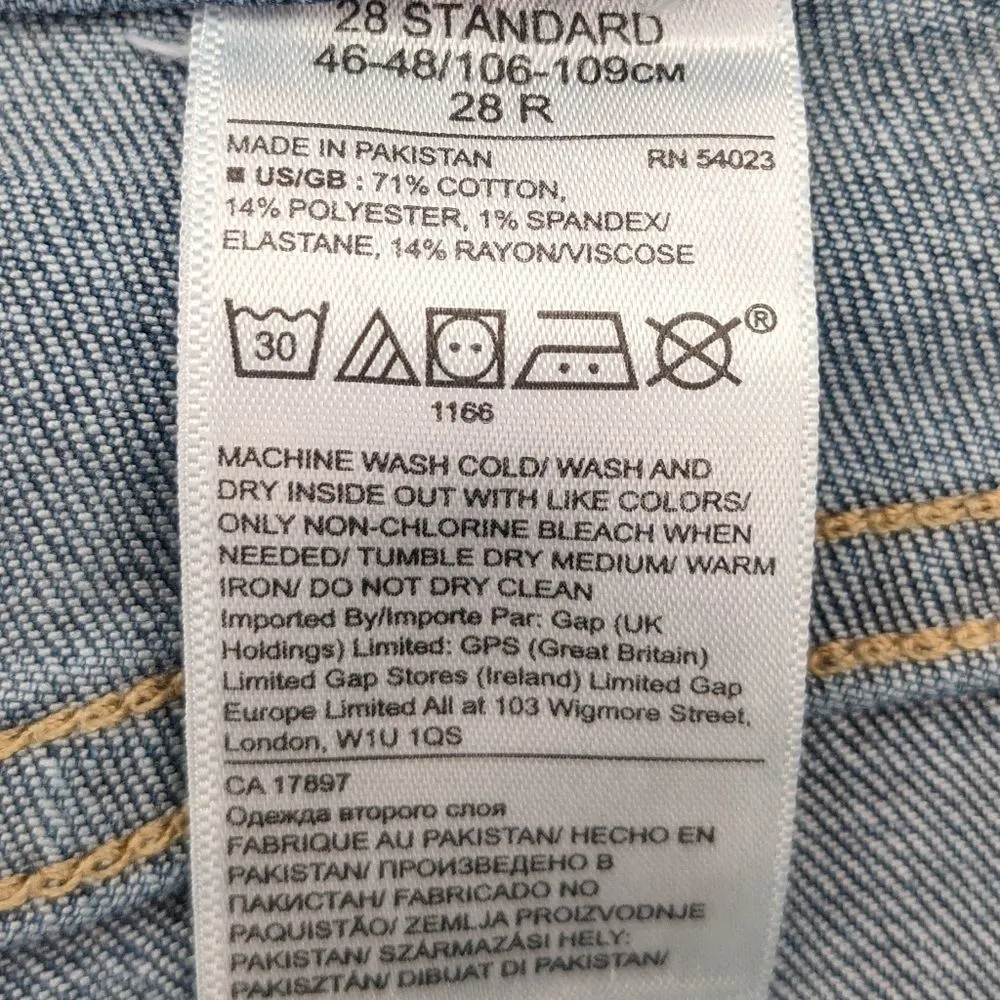 28 STANDARD
46-48/106-109CM
28 R
MADE IN PAKISTAN RN 54023
■ US/GB : 71% COTTON,
14% POLYESTER, 1% SPANDEX/
ELASTANE, 14% RAYON/VISCOSE
30
®
1166
MACHINE WASH COLD/ WASH AND
DRY INSIDE OUT WITH LIKE COLORS/
ONLY NON-CHLORINE BLEACH WHEN
NEEDED/ TUMBLE DRY MEDIUM/ WARM
IRON/ DO NOT DRY CLEAN
Imported By/Importe Par: Gap (UK
Holdings) Limited: GPS (Great Britain)
Limited Gap Stores (Ireland) Limited Gap
Europe Limited All at 103 Wigmore Street,
London, W1U 1QS
CA 17897
Одежда второго слоя
FABRIQUE AU PAKISTAN/ HECHO EN
PAKISTAN/ ПРОИЗВЕДЕНО В
ПАКИСТАН/ FABRICADO NO
PAQUISTÃO/ ZEMLJA PROIZVODNJE
PAKISTAN/ SZÁRMAZÁSI HELY:
PAKISZTÁN/ DIBUAT DI PAKISTAN/